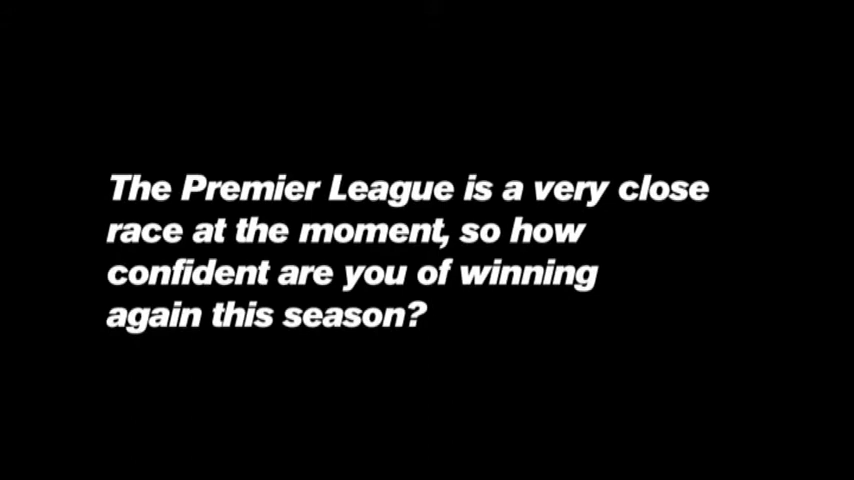 The Premier League is a very close
race at the moment, so how
confident are you of winning
again this season?